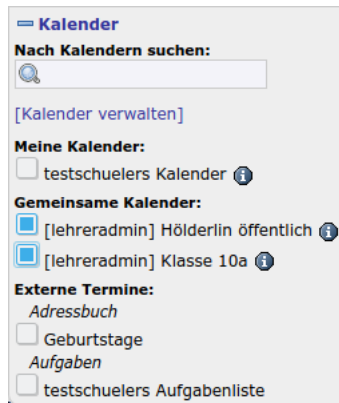 Kalender
Nach Kalendern suchen:
[Kalender verwalten]
Meine Kalender:
testschuelers Kalender
Gemeinsame Kalender:
[lehreradmin] Hölderlin öffentlich
[lehreradmin] Klasse 10a
Externe Termine:
Adressbuch
Geburtstage
Aufgaben
testschuelers Aufgabenliste